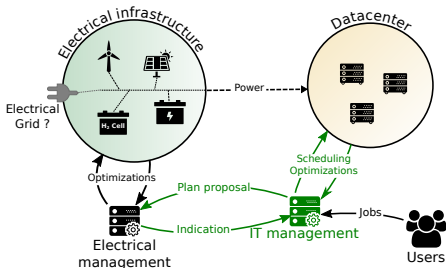 Electrical infrastructure
Datacenter
Electrical
Grid ?
H₂ Cell
Power
Optimizations
Plan proposal
Scheduling
Optimizations
Indication
IT management
Jobs
Electrical
management
Users